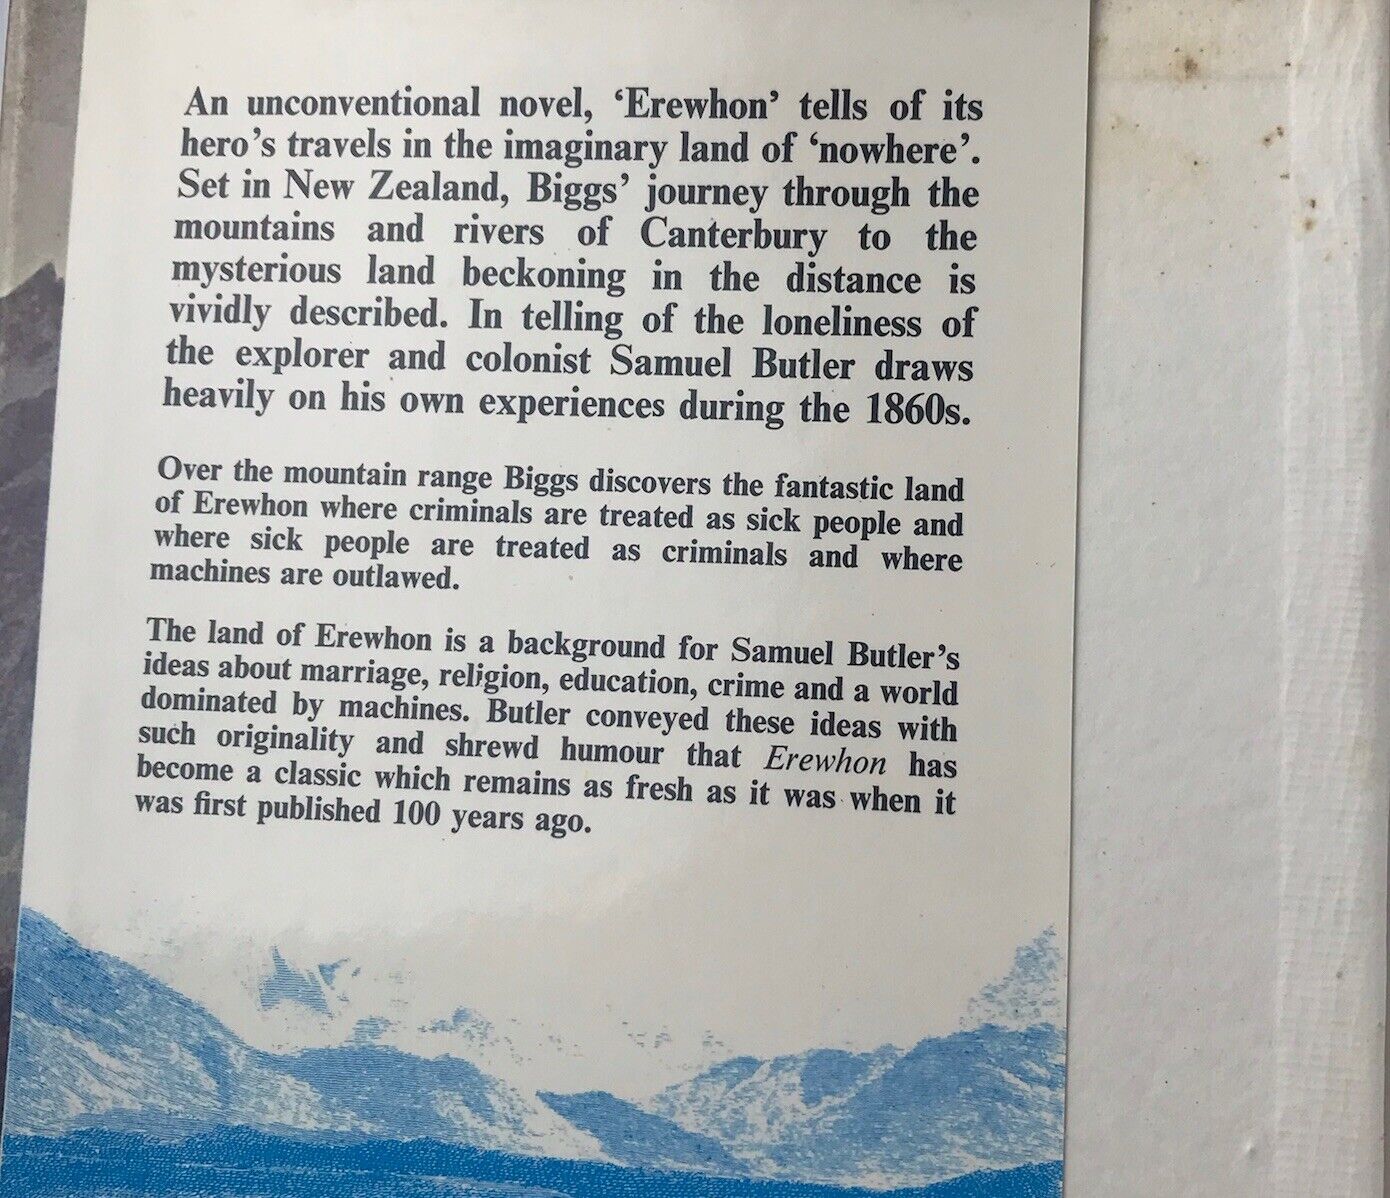 An unconventional novel, ‘Erewhon’ tells of its
hero’s travels in the imaginary land of ‘nowhere’.
Set in New Zealand, Biggs’ journey through the
mountains and rivers of Canterbury to the
mysterious land beckoning in the distance is
vividly described. In telling of the loneliness of
the explorer and colonist Samuel Butler draws
heavily on his own experiences during the 1860s.
Over the mountain range Biggs discovers the fantastic land
of Erewhon where criminals are treated as sick people and
where sick people are treated as criminals and where
machines are outlawed.
The land of Erewhon is a background for Samuel Butler’s
ideas about marriage, religion, education, crime and a world
dominated by machines. Butler conveyed these ideas with
such originality and shrewd humour that Erewhon has
become a classic which remains as fresh as it was when it
was first published 100 years ago.